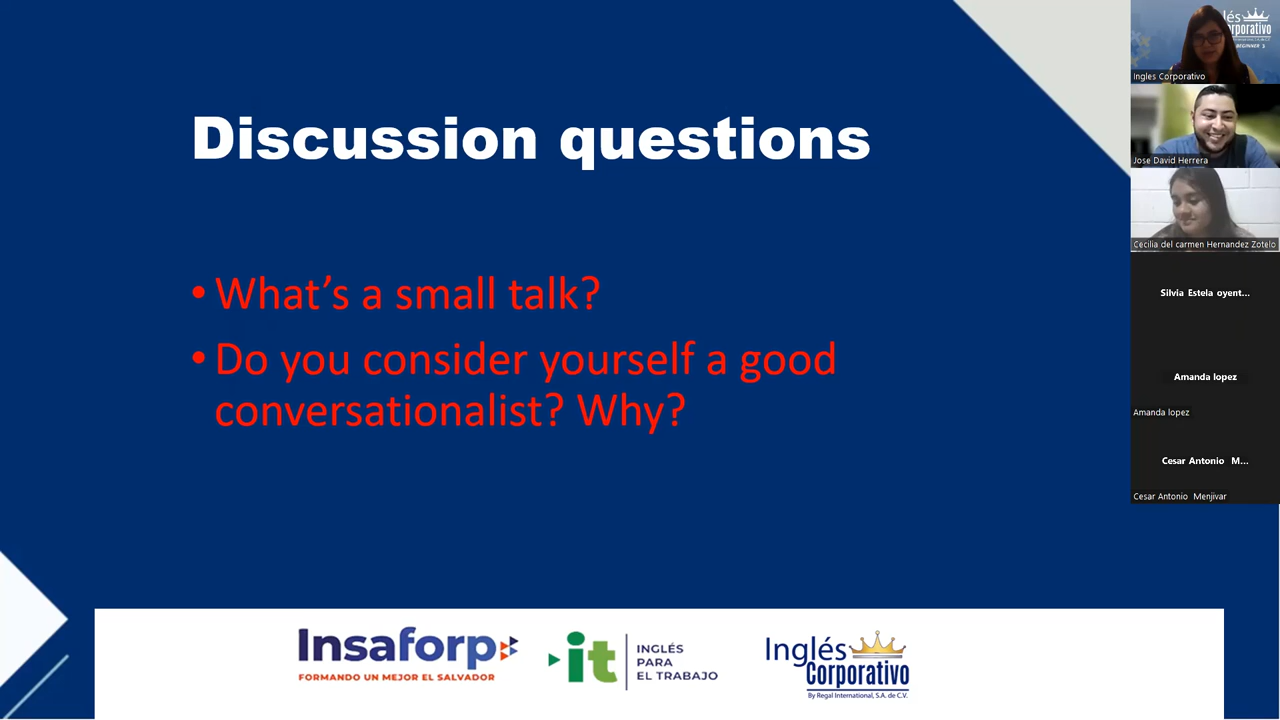 Discussion questions
• What's a small talk?
• Do you consider yourself a good
conversationalist? Why?
Insaforp
FORMANDO UN MEJOR EL SALVADOR
it
INGLÉS
PARA
EL TRABAJO
Inglés
Corporativo
By Regal International, S.A. de C.V.
Ingles Corporativo
Jose David Herrera
Cecilia del carmen Hernandez Zotelo
Silvia Estela oyent...
Amanda lopez
Amanda lopez
Cesar Antonio M...
Cesar Antonio Menjivar